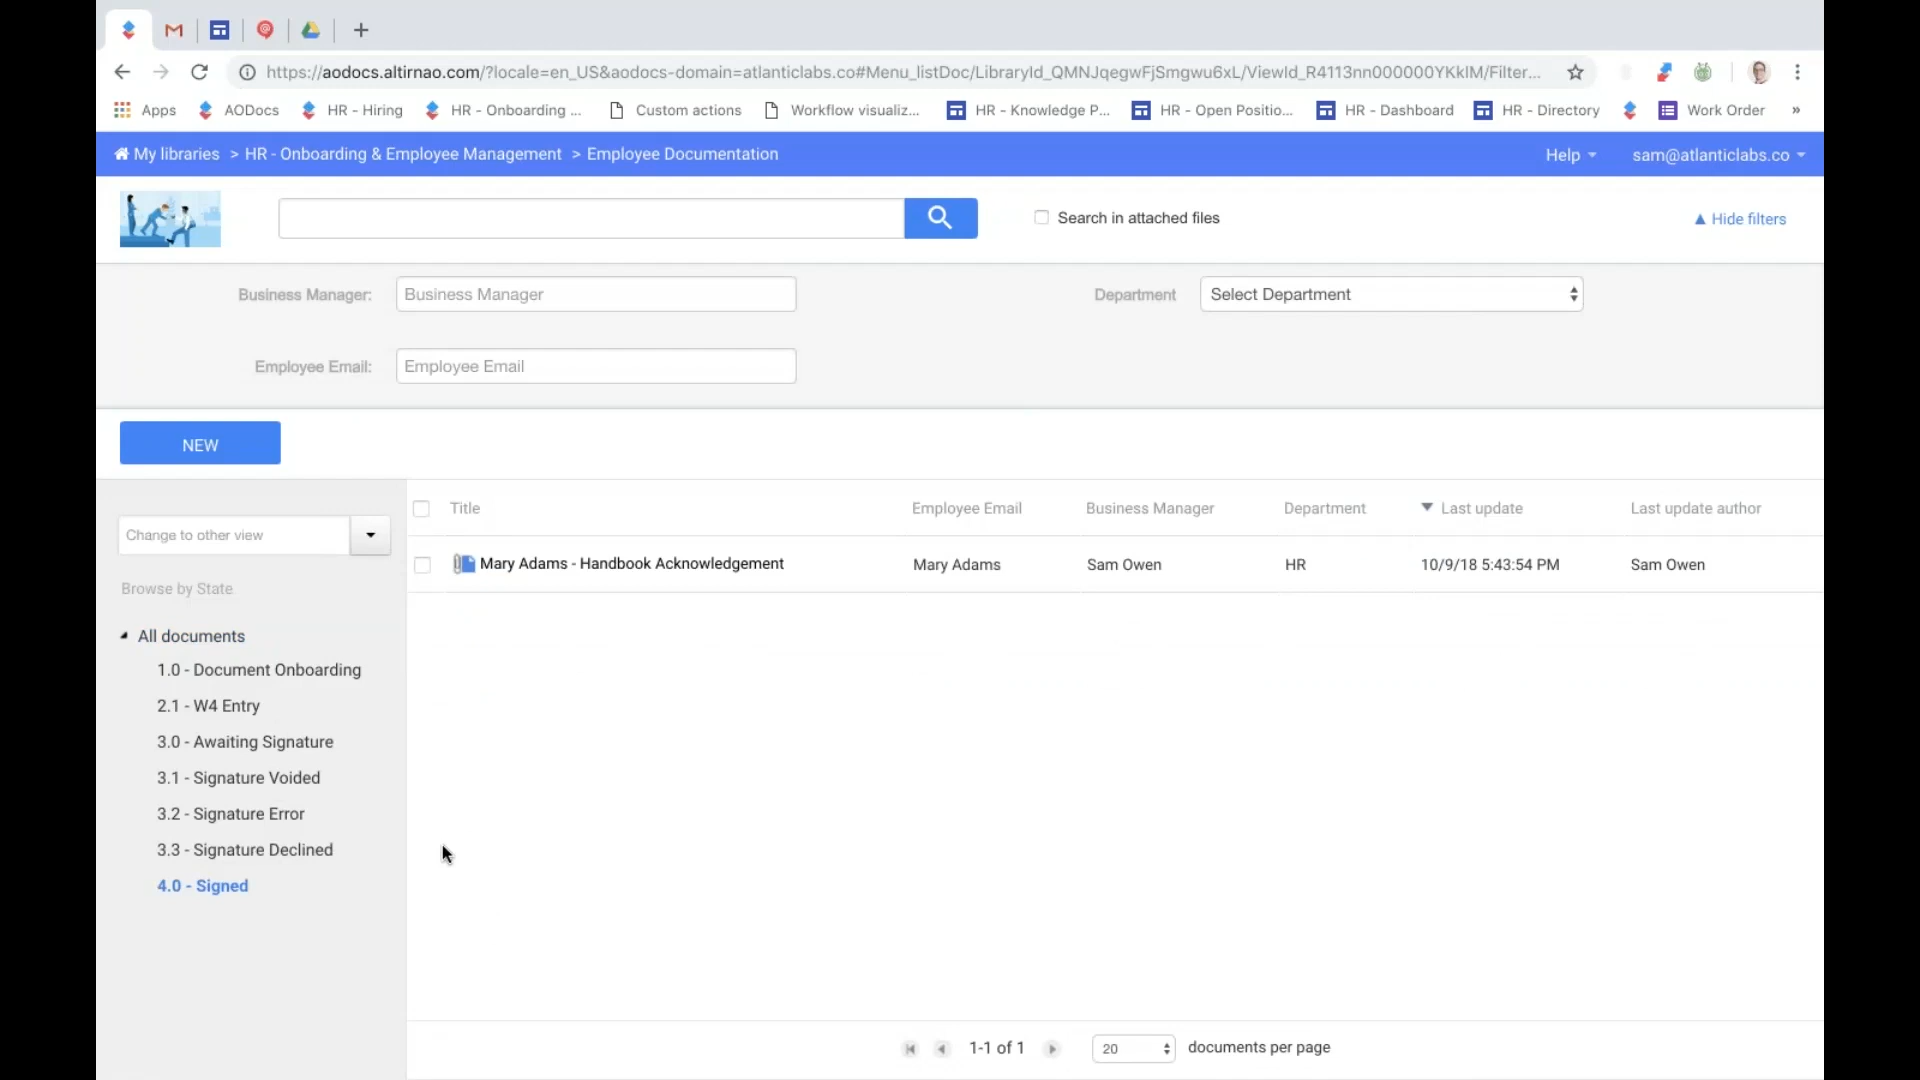 https://aodocs.altirnao.com/?locale=en_US&aodocs-domain=atlanticlabs.co#Menu_listDoc/LibraryId_QMNJqegwFjSmgwu6xL/ViewId_R4113nn000000YKkIM/Filter...
Apps AODocs HR - Hiring HR - Onboarding ... Custom actions Workflow visualiz... HR - Knowledge P... HR - Open Positio... HR - Dashboard HR - Directory Work Order »
My libraries > HR - Onboarding & Employee Management > Employee Documentation Help sam@atlanticlabs.co
Search in attached files Hide filters
Business Manager: Business Manager Department Select Department
Employee Email: Employee Email
NEW
Title Employee Email Business Manager Department Last update Last update author
Change to other view
Mary Adams - Handbook Acknowledgement Mary Adams Sam Owen HR 10/9/18 5:43:54 PM Sam Owen
Browse by State
All documents
1.0 - Document Onboarding
2.1 - W4 Entry
3.0 - Awaiting Signature
3.1 - Signature Voided
3.2 - Signature Error
3.3 - Signature Declined
4.0 - Signed
1-1 of 1 20 documents per page